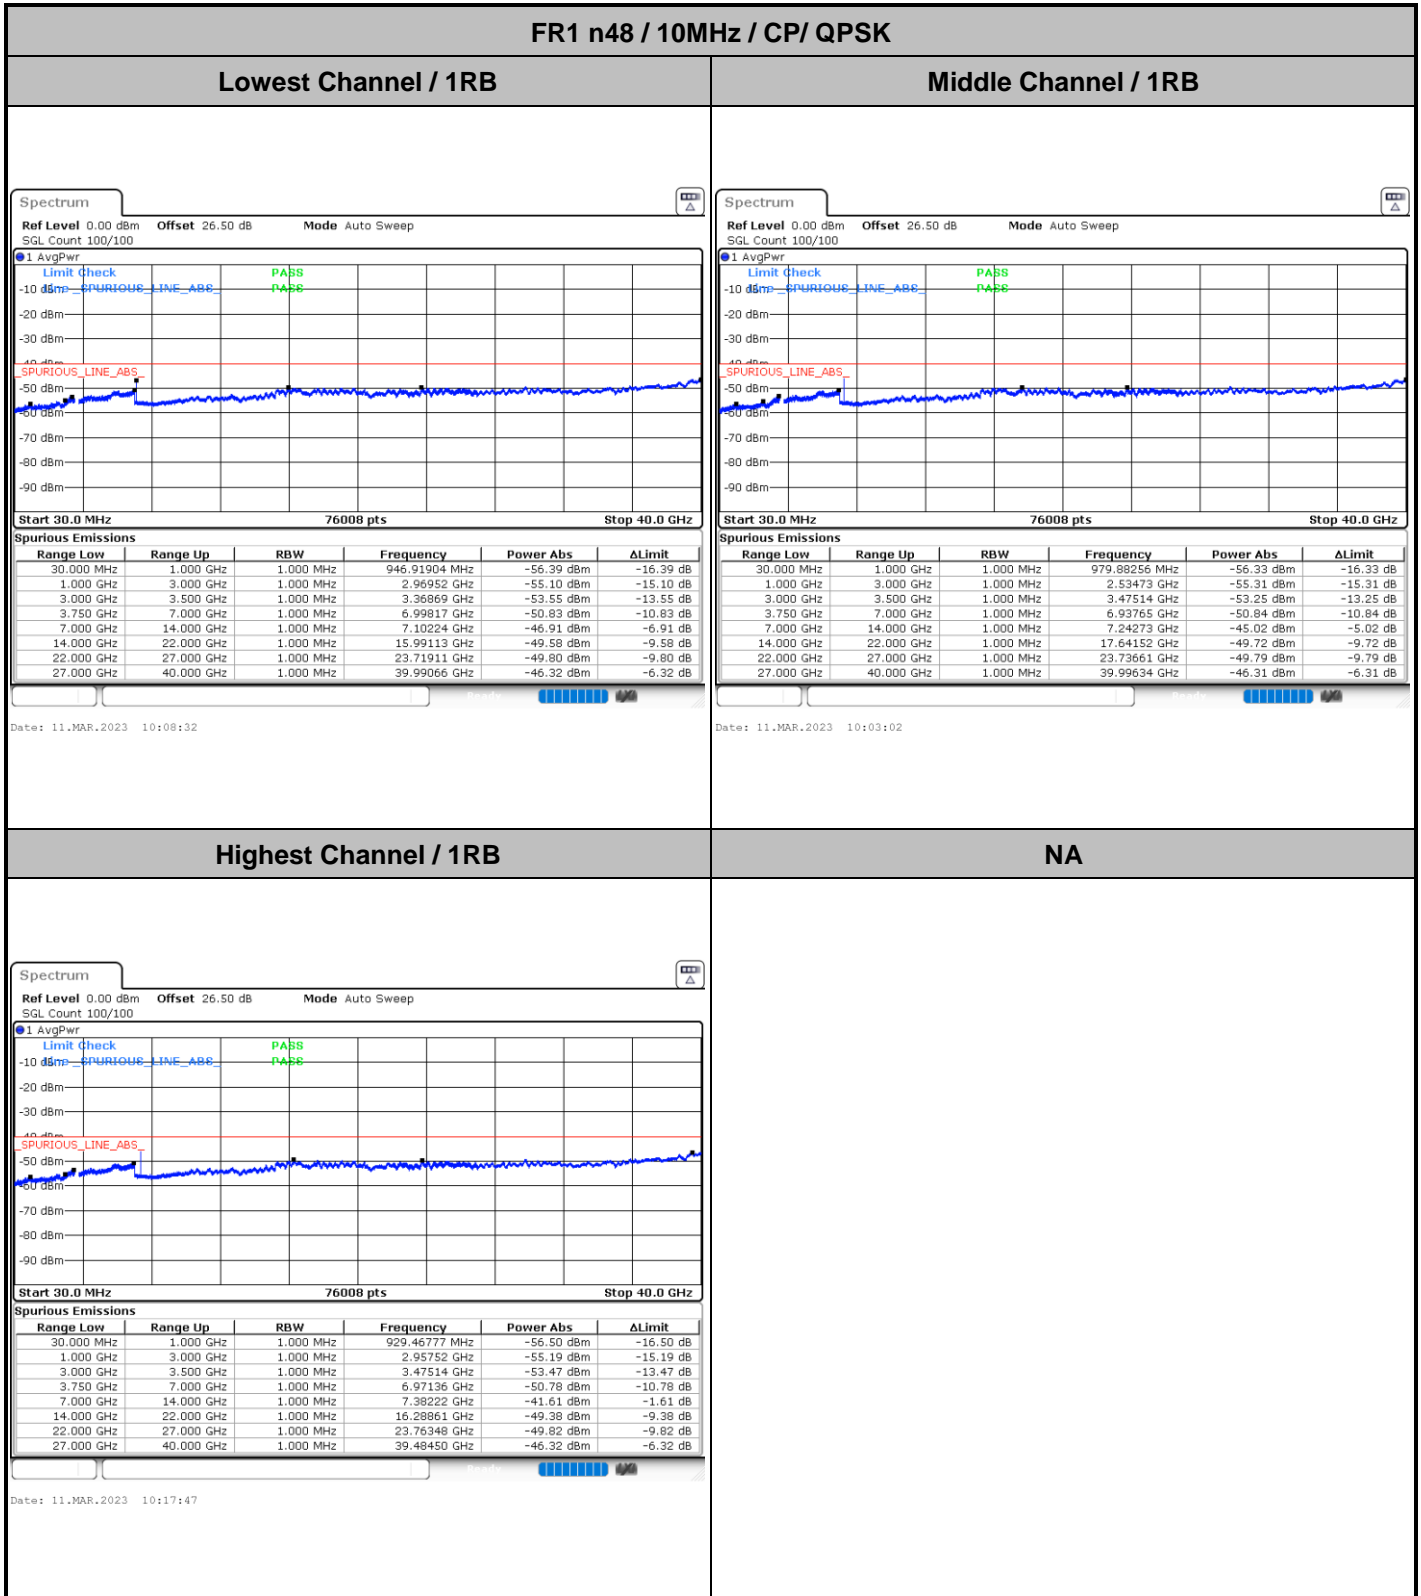 FR1 n48 / 10MHz / CP/ QPSK
Lowest Channel / 1RB
Spectrum
Ref Level 0.00 dBm Offset 26.50 dB Mode Auto Sweep
SGL Count 100/100
1 AvgPwr
Limit Check PASS
Line _SPURIOUS_LINE_ABS_ PASS
-10 dBm
-20 dBm
-30 dBm
-40 dBm
_SPURIOUS_LINE_ABS_
-50 dBm
-60 dBm
-70 dBm
-80 dBm
-90 dBm
Start 30.0 MHz 76008 pts Stop 40.0 GHz
Spurious Emissions
Range Low Range Up RBW Frequency Power Abs ΔLimit
30.000 MHz 1.000 GHz 1.000 MHz 946.91904 MHz -56.39 dBm -16.39 dB
1.000 GHz 3.000 GHz 1.000 MHz 2.96952 GHz -55.10 dBm -15.10 dB
3.000 GHz 3.500 GHz 1.000 MHz 3.36869 GHz -53.55 dBm -13.55 dB
3.750 GHz 7.000 GHz 1.000 MHz 6.99817 GHz -50.83 dBm -10.83 dB
7.000 GHz 14.000 GHz 1.000 MHz 7.10224 GHz -46.91 dBm -6.91 dB
14.000 GHz 22.000 GHz 1.000 MHz 15.99113 GHz -49.58 dBm -9.58 dB
22.000 GHz 27.000 GHz 1.000 MHz 23.71911 GHz -49.80 dBm -9.80 dB
27.000 GHz 40.000 GHz 1.000 MHz 39.99066 GHz -46.32 dBm -6.32 dB
Ready
Date: 11.MAR.2023 10:08:32
Middle Channel / 1RB
Spectrum
Ref Level 0.00 dBm Offset 26.50 dB Mode Auto Sweep
SGL Count 100/100
1 AvgPwr
Limit Check PASS
Line _SPURIOUS_LINE_ABS_ PASS
-10 dBm
-20 dBm
-30 dBm
-40 dBm
_SPURIOUS_LINE_ABS_
-50 dBm
-60 dBm
-70 dBm
-80 dBm
-90 dBm
Start 30.0 MHz 76008 pts Stop 40.0 GHz
Spurious Emissions
Range Low Range Up RBW Frequency Power Abs ΔLimit
30.000 MHz 1.000 GHz 1.000 MHz 979.88256 MHz -56.33 dBm -16.33 dB
1.000 GHz 3.000 GHz 1.000 MHz 2.53473 GHz -55.31 dBm -15.31 dB
3.000 GHz 3.500 GHz 1.000 MHz 3.47514 GHz -53.25 dBm -13.25 dB
3.750 GHz 7.000 GHz 1.000 MHz 6.93765 GHz -50.84 dBm -10.84 dB
7.000 GHz 14.000 GHz 1.000 MHz 7.24273 GHz -45.02 dBm -5.02 dB
14.000 GHz 22.000 GHz 1.000 MHz 17.64152 GHz -49.72 dBm -9.72 dB
22.000 GHz 27.000 GHz 1.000 MHz 23.73661 GHz -49.79 dBm -9.79 dB
27.000 GHz 40.000 GHz 1.000 MHz 39.99634 GHz -46.31 dBm -6.31 dB
Ready
Date: 11.MAR.2023 10:03:02
Highest Channel / 1RB
Spectrum
Ref Level 0.00 dBm Offset 26.50 dB Mode Auto Sweep
SGL Count 100/100
1 AvgPwr
Limit Check PASS
Line _SPURIOUS_LINE_ABS_ PASS
-10 dBm
-20 dBm
-30 dBm
-40 dBm
_SPURIOUS_LINE_ABS_
-50 dBm
-60 dBm
-70 dBm
-80 dBm
-90 dBm
Start 30.0 MHz 76008 pts Stop 40.0 GHz
Spurious Emissions
Range Low Range Up RBW Frequency Power Abs ΔLimit
30.000 MHz 1.000 GHz 1.000 MHz 929.46777 MHz -56.50 dBm -16.50 dB
1.000 GHz 3.000 GHz 1.000 MHz 2.95752 GHz -55.19 dBm -15.19 dB
3.000 GHz 3.500 GHz 1.000 MHz 3.47514 GHz -53.47 dBm -13.47 dB
3.750 GHz 7.000 GHz 1.000 MHz 6.97136 GHz -50.78 dBm -10.78 dB
7.000 GHz 14.000 GHz 1.000 MHz 7.38222 GHz -41.61 dBm -1.61 dB
14.000 GHz 22.000 GHz 1.000 MHz 16.28861 GHz -49.38 dBm -9.38 dB
22.000 GHz 27.000 GHz 1.000 MHz 23.76348 GHz -49.82 dBm -9.82 dB
27.000 GHz 40.000 GHz 1.000 MHz 39.48450 GHz -46.32 dBm -6.32 dB
Ready
Date: 11.MAR.2023 10:17:47
NA